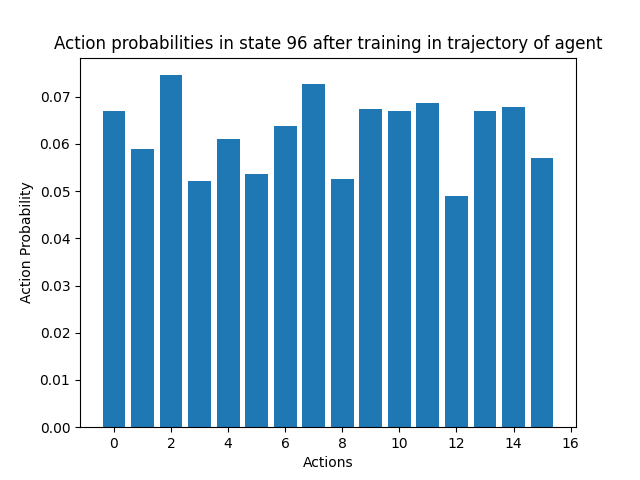 Action probabilities in state 96 after training in trajectory of agent
0.07
0.06
0.05
0.04
0.03
0.02
0.01
0.00
Action Probability
0 2 4 6 8 10 12 14 16
Actions